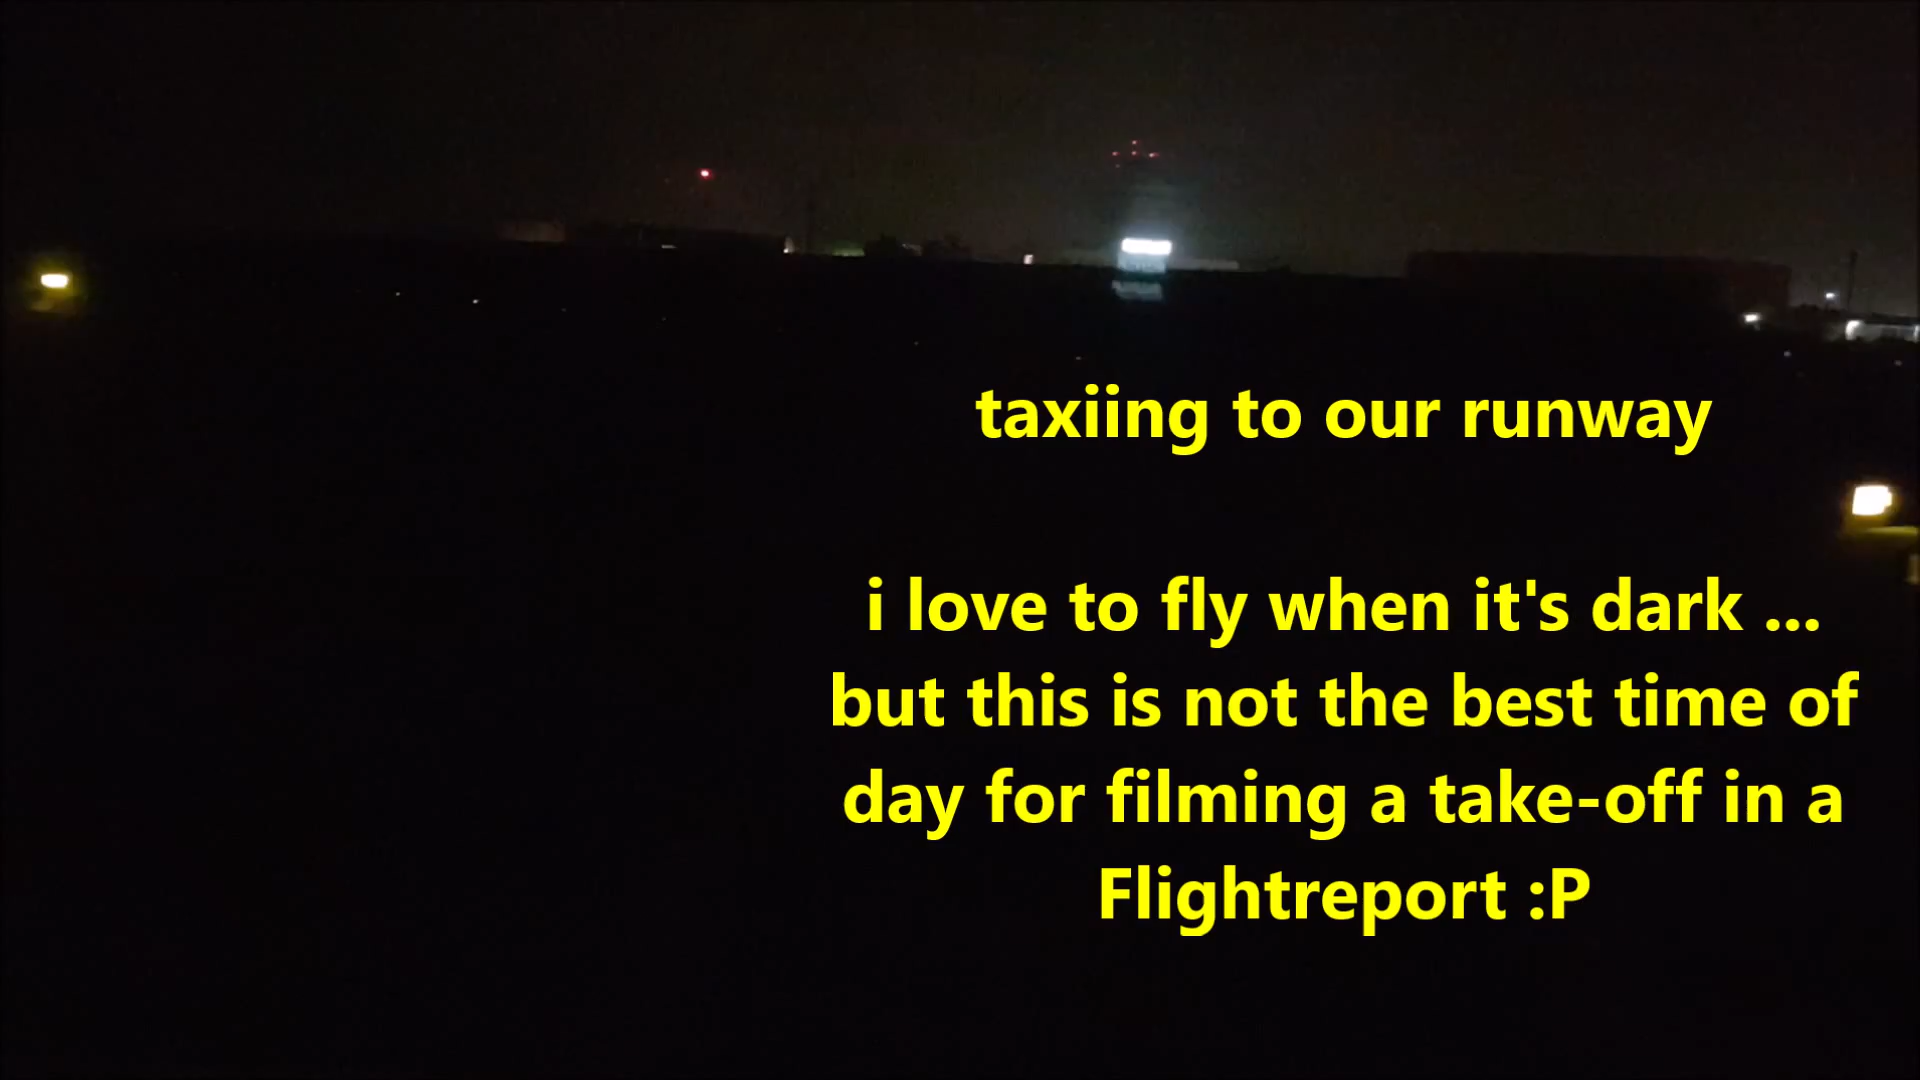 taxiing to our runway
i love to fly when it's dark ...
but this is not the best time of
day for filming a take-off in a
Flightreport :P